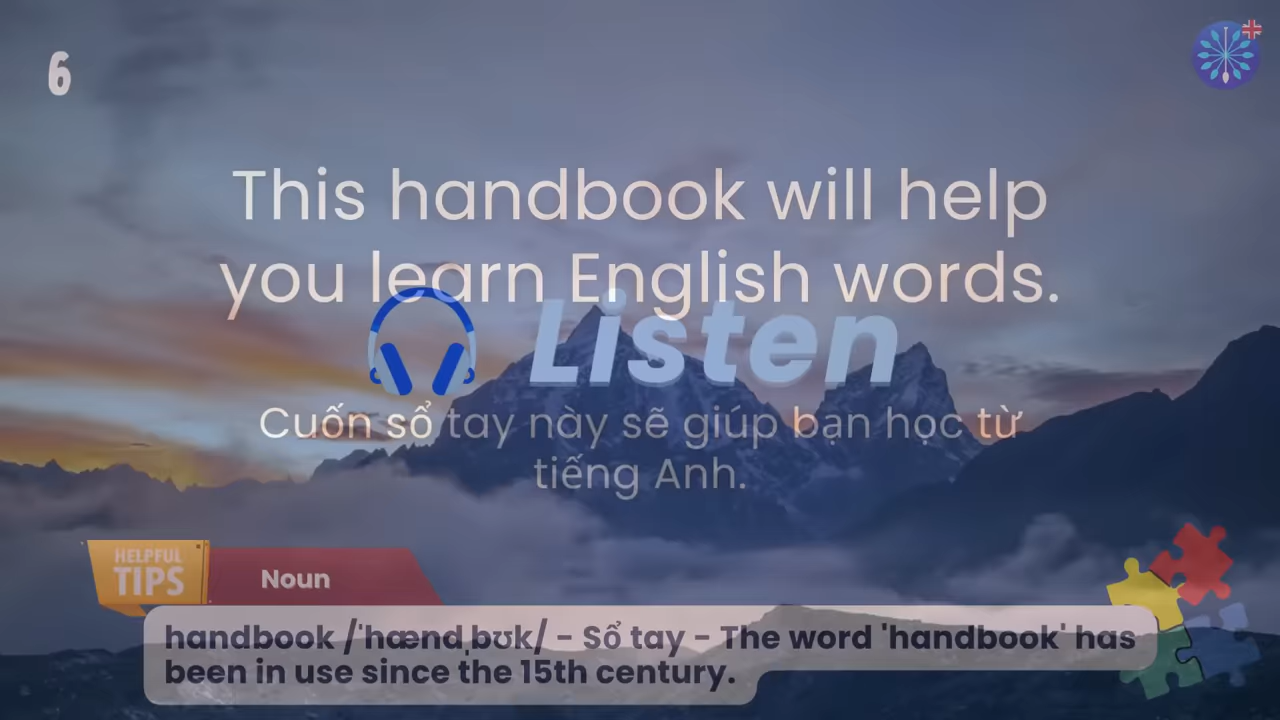 6
This handbook will help
you learn English words.
Listen
Cuốn sổ tay này sẽ giúp bạn học từ
tiếng Anh.
HELPFUL
TIPS
Noun
handbook /ˈhændˌbʊk/ - Sổ tay - The word 'handbook' has
been in use since the 15th century.